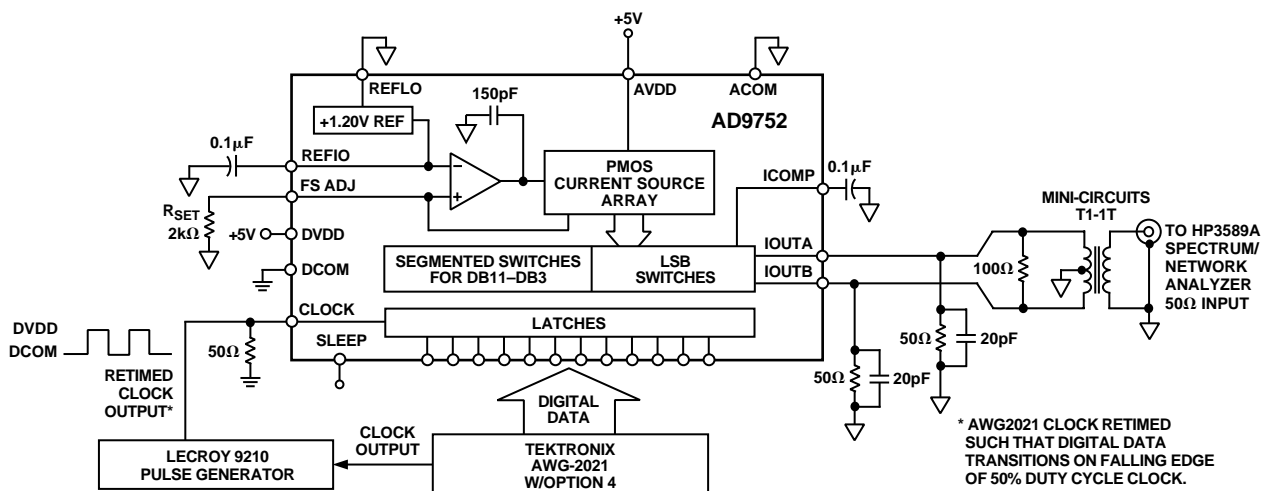 +5V
REFLO
+1.20V REF
150pF
AVDD
ACOM
AD9752
0.1µF
REFIO
FS ADJ
RSET
2kΩ
+5V
DVDD
DCOM
PMOS
CURRENT SOURCE
ARRAY
ICOMP
0.1µF
SEGMENTED SWITCHES
FOR DB11–DB3
LSB
SWITCHES
IOUTA
IOUTB
MINI-CIRCUITS
T1-1T
100Ω
TO HP3589A
SPECTRUM/
NETWORK
ANALYZER
50Ω INPUT
CLOCK
LATCHES
SLEEP
DVDD
DCOM
50Ω
RETIMED
CLOCK
OUTPUT*
50Ω
20pF
50Ω
20pF
DIGITAL
DATA
CLOCK
OUTPUT
LECROY 9210
PULSE GENERATOR
TEKTRONIX
AWG-2021
W/OPTION 4
* AWG2021 CLOCK RETIMED
SUCH THAT DIGITAL DATA
TRANSITIONS ON FALLING EDGE
OF 50% DUTY CYCLE CLOCK.